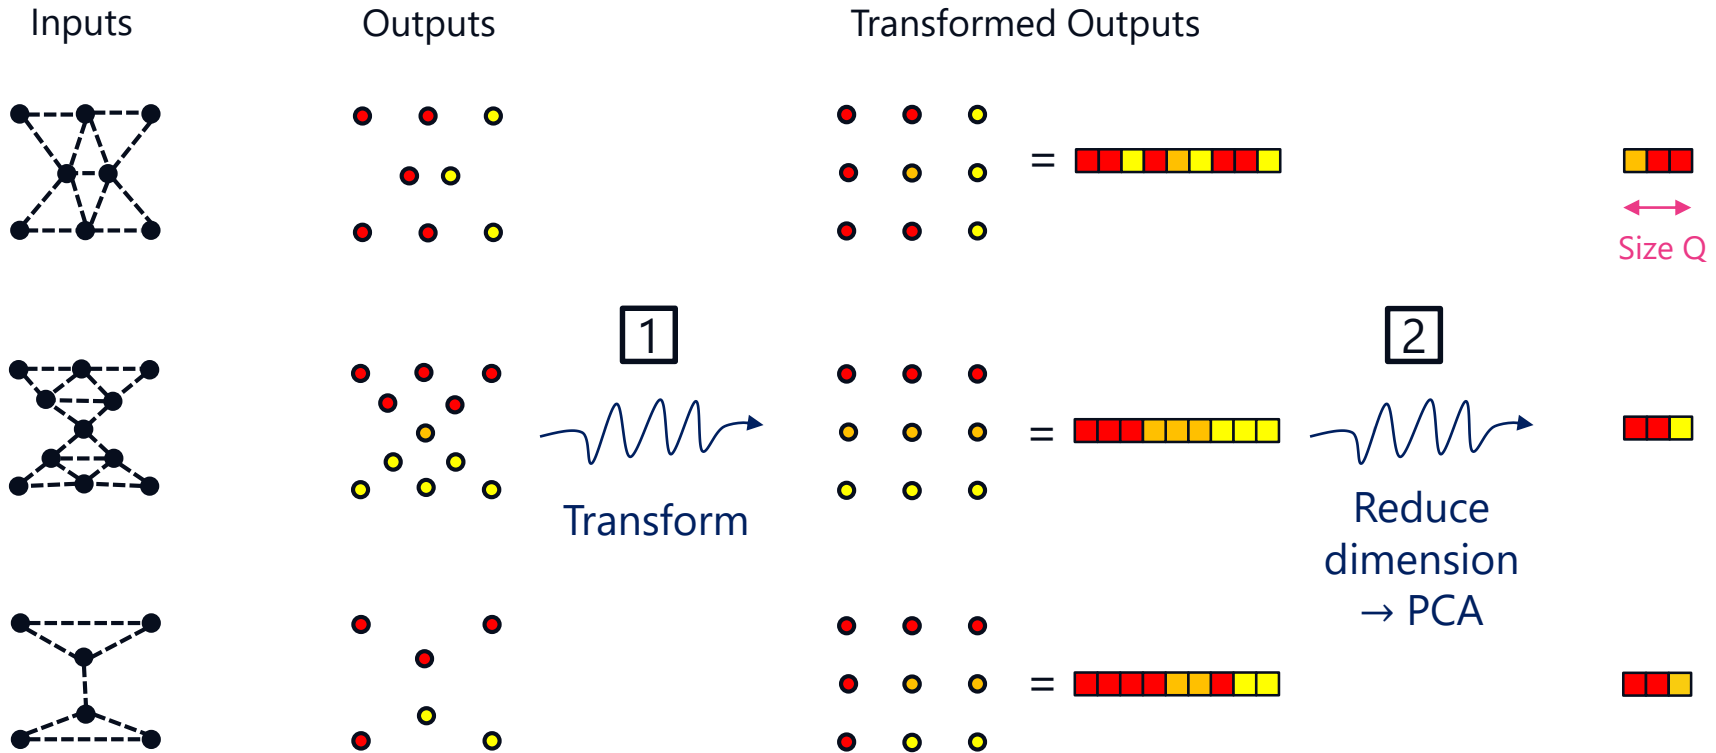 Inputs
Outputs
Transformed Outputs
=
Size Q
1
2
=
Transform
Reduce
dimension
→ PCA
=